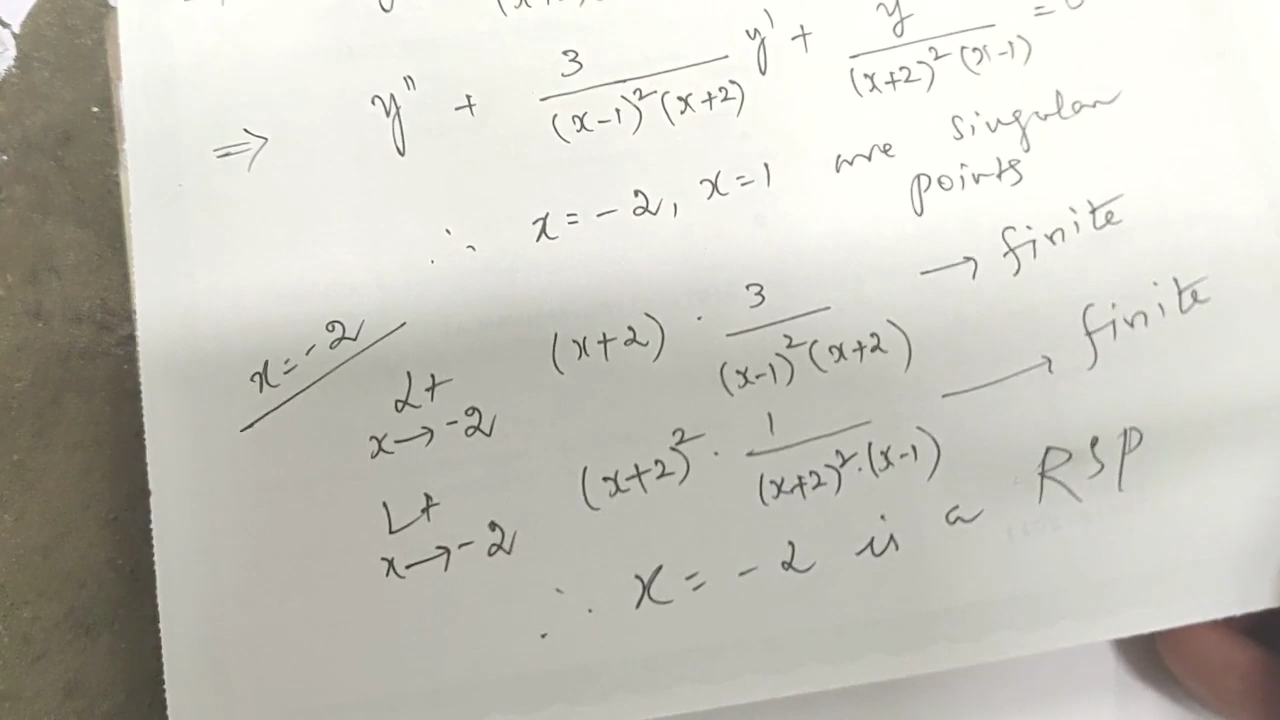 ⇒ y" + 3/((x-1)²(x+2)) y' + y/((x+2)²(x-1)) =
∴ x = -2, x = 1 are singular points
x = -2
Lt x→-2 (x+2) · 3/((x-1)²(x+2)) → finite
Lt x→-2 (x+2)² · 1/((x+2)²·(x-1)) → finite
∴ x = -2 is a RSP